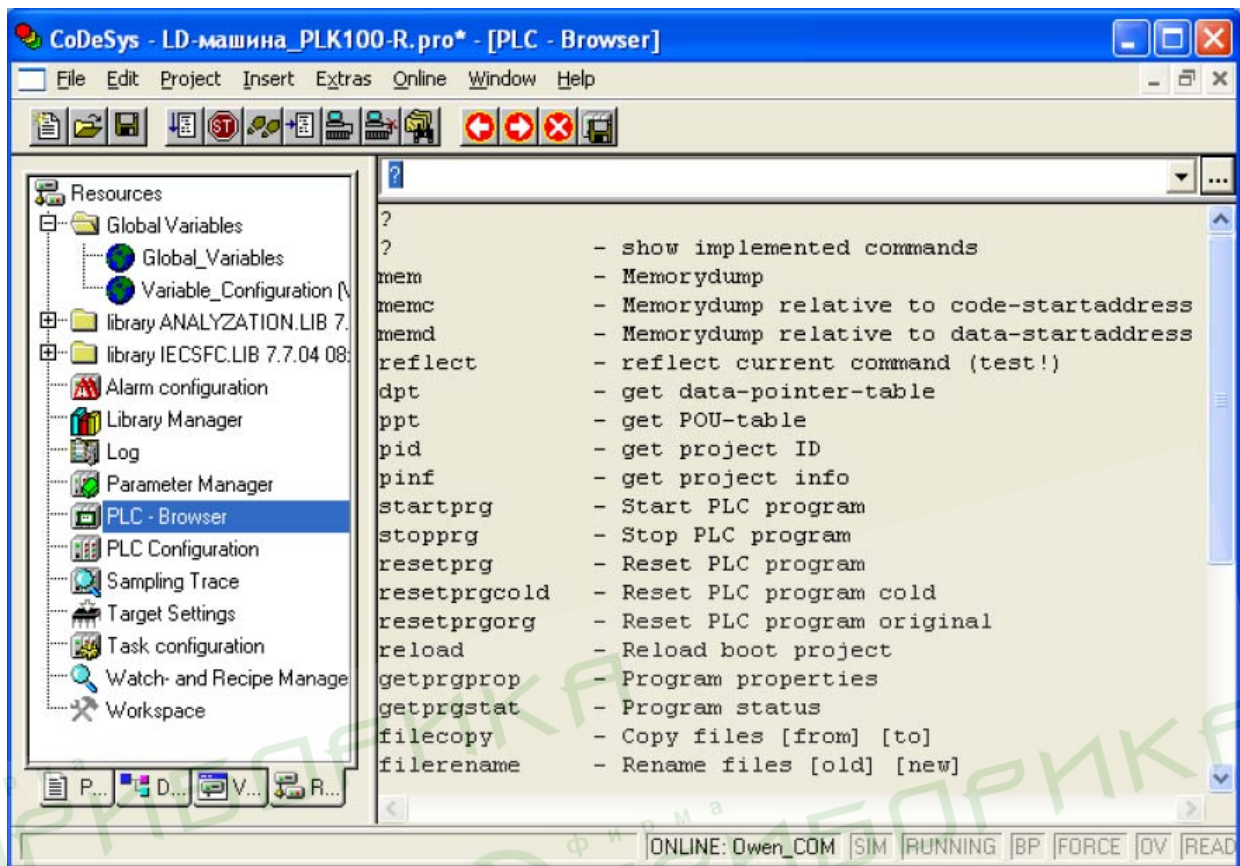 CoDeSys - LD-машина_PLK100-R.pro* - [PLC - Browser]
File Edit Project Insert Extras Online Window Help
?
...
Resources
Global Variables
Global_Variables
Variable_Configuration (V
library ANALYZATION.LIB 7.
library IECSFC.LIB 7.7.04 08:
Alarm configuration
Library Manager
Log
Parameter Manager
PLC - Browser
PLC Configuration
Sampling Trace
Target Settings
Task configuration
Watch- and Recipe Manage
Workspace
P... D... V... R...
?
? - show implemented commands
mem - Memorydump
memc - Memorydump relative to code-startaddress
memd - Memorydump relative to data-startaddress
reflect - reflect current command (test!)
dpt - get data-pointer-table
ppt - get POU-table
pid - get project ID
pinf - get project info
startprg - Start PLC program
stopprg - Stop PLC program
resetprg - Reset PLC program
resetprgcold - Reset PLC program cold
resetprgorg - Reset PLC program original
reload - Reload boot project
getprgprop - Program properties
getprgstat - Program status
filecopy - Copy files [from] [to]
filerename - Rename files [old] [new]
ONLINE: Owen_COM SIM RUNNING BP FORCE OV READ
фирма